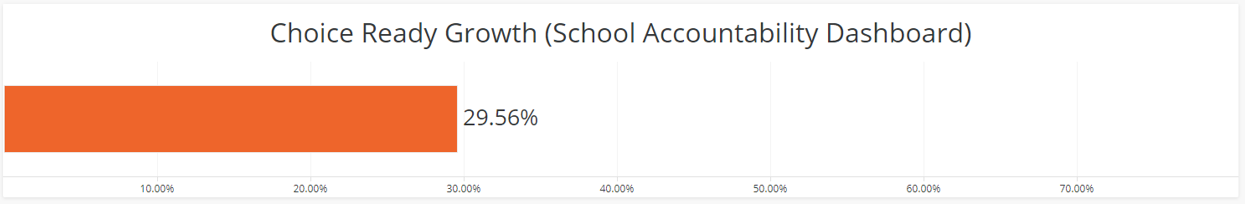 Choice Ready Growth (School Accountability Dashboard)
29.56%
10.00% 20.00% 30.00% 40.00% 50.00% 60.00% 70.00%